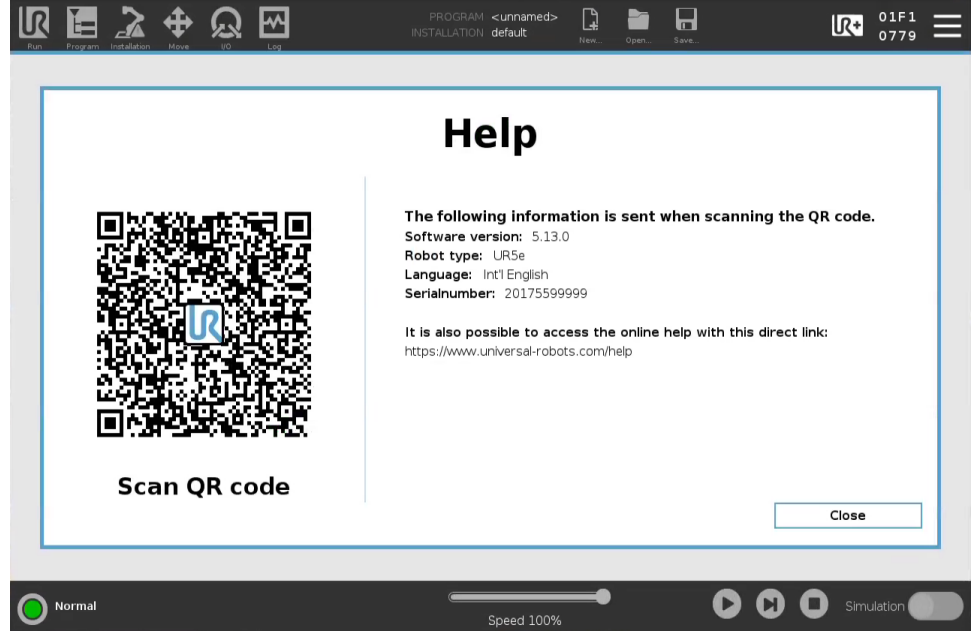 PROGRAM <unnamed>
INSTALLATION default
Run Program Installation Move I/O Log
New... Open... Save...
UR+
01F1
0779
Help
The following information is sent when scanning the QR code.
Software version: 5.13.0
Robot type: UR5e
Language: Int'l English
Serialnumber: 20175599999
It is also possible to access the online help with this direct link:
https://www.universal-robots.com/help
UR
Scan QR code
Close
Normal
Speed 100%
Simulation